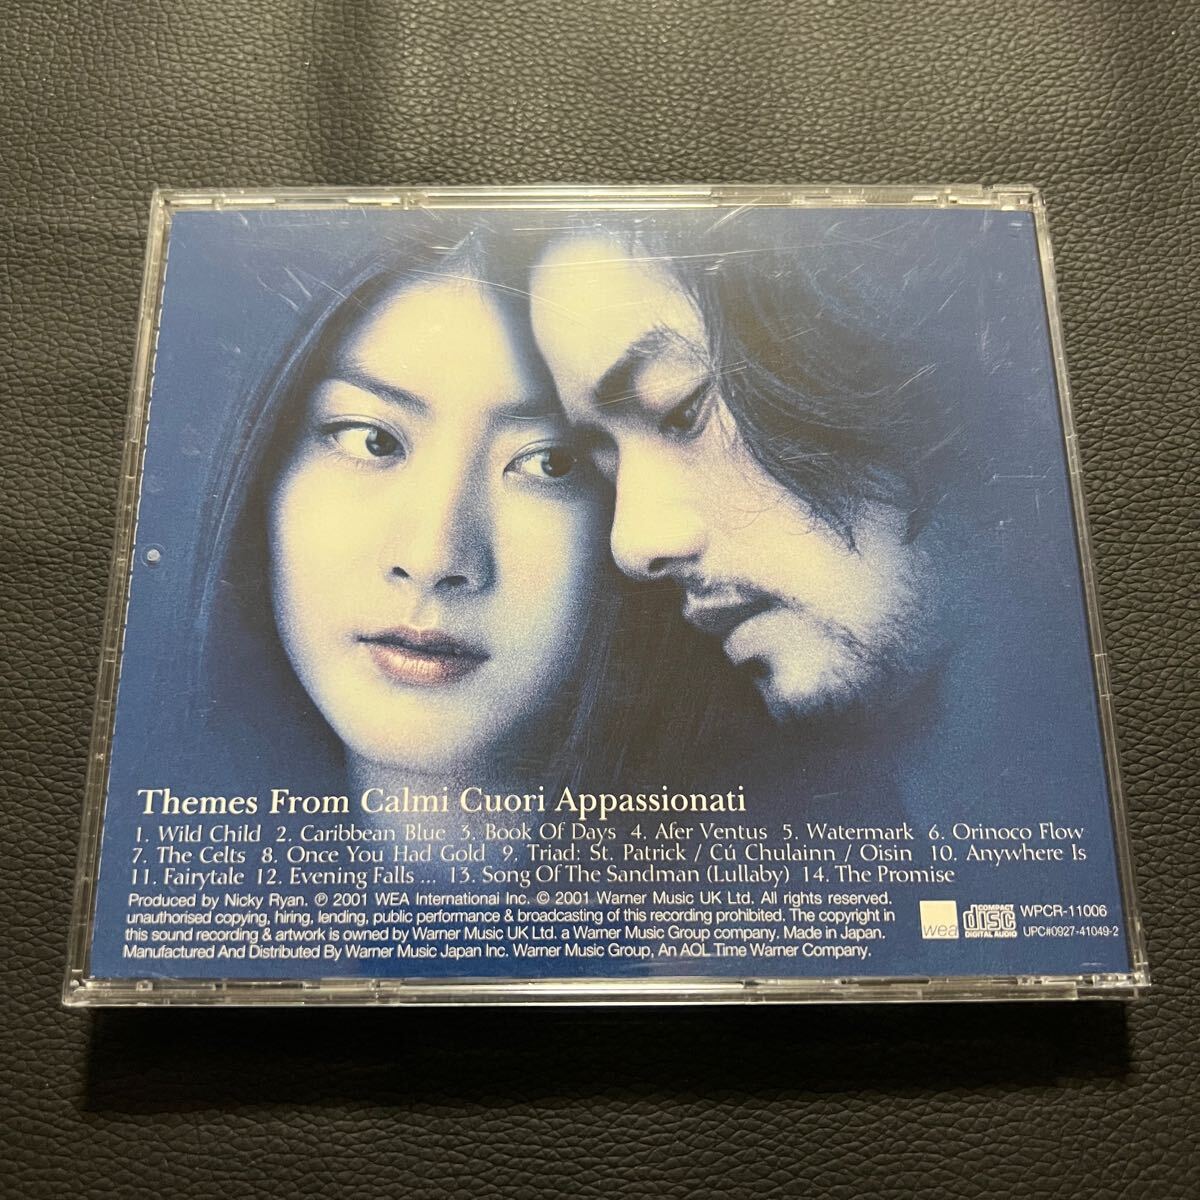 Themes From Calmi Cuori Appassionati
1. Wild Child 2. Caribbean Blue 3. Book Of Days 4. Afer Ventus 5. Watermark 6. Orinoco Flow
7. The Celts 8. Once You Had Gold 9. Triad: St. Patrick / Cú Chulainn / Oisin 10. Anywhere Is
11. Fairytale 12. Evening Falls ... 13. Song Of The Sandman (Lullaby) 14. The Promise
Produced by Nicky Ryan. ℗ 2001 WEA International Inc. © 2001 Warner Music UK Ltd. All rights reserved.
unauthorised copying, hiring, lending, public performance & broadcasting of this recording prohibited. The copyright in
this sound recording & artwork is owned by Warner Music UK Ltd. a Warner Music Group company. Made in Japan.
Manufactured And Distributed By Warner Music Japan Inc. Warner Music Group, An AOL Time Warner Company.
wea
COMPACT
disc
DIGITAL AUDIO
WPCR-11006
UPC#0927-41049-2